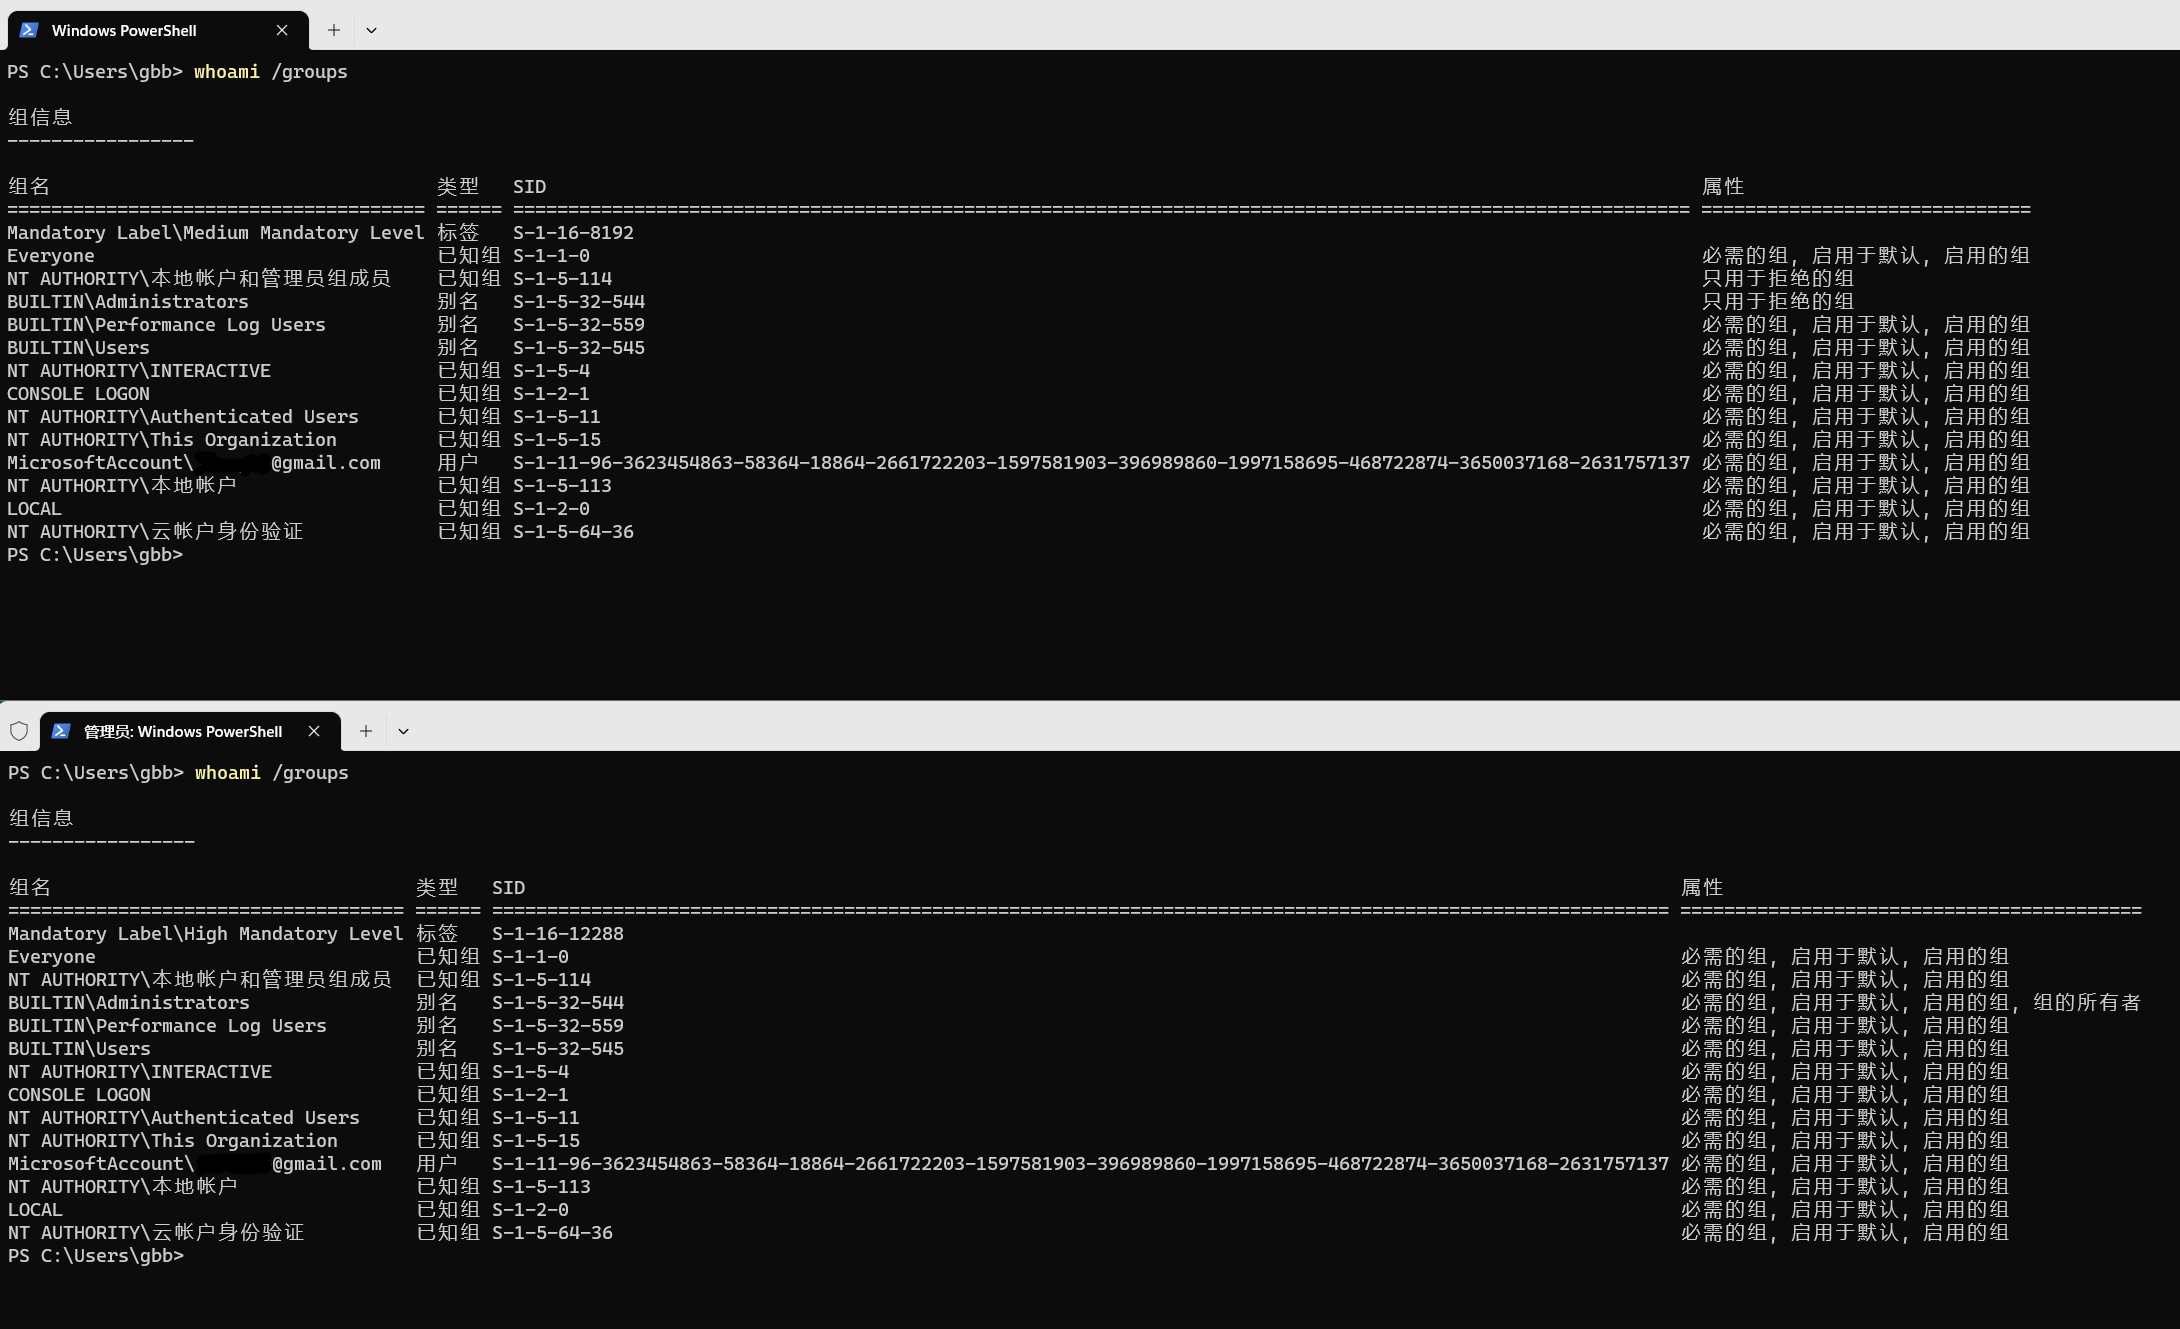 Windows PowerShell
PS C:\Users\gbb> whoami /groups
组信息
-----------------
组名 类型 SID 属性
====================================== ====== =========================================================================================================== ==============================
Mandatory Label\Medium Mandatory Level 标签 S-1-16-8192
Everyone 已知组 S-1-1-0 必需的组, 启用于默认, 启用的组
NT AUTHORITY\本地帐户和管理员组成员 已知组 S-1-5-114 只用于拒绝的组
BUILTIN\Administrators 别名 S-1-5-32-544 只用于拒绝的组
BUILTIN\Performance Log Users 别名 S-1-5-32-559 必需的组, 启用于默认, 启用的组
BUILTIN\Users 别名 S-1-5-32-545 必需的组, 启用于默认, 启用的组
NT AUTHORITY\INTERACTIVE 已知组 S-1-5-4 必需的组, 启用于默认, 启用的组
CONSOLE LOGON 已知组 S-1-2-1 必需的组, 启用于默认, 启用的组
NT AUTHORITY\Authenticated Users 已知组 S-1-5-11 必需的组, 启用于默认, 启用的组
NT AUTHORITY\This Organization 已知组 S-1-5-15 必需的组, 启用于默认, 启用的组
MicrosoftAccount\@gmail.com 用户 S-1-11-96-3623454863-58364-18864-2661722203-1597581903-396989860-1997158695-468722874-3650037168-2631757137 必需的组, 启用于默认, 启用的组
NT AUTHORITY\本地帐户 已知组 S-1-5-113 必需的组, 启用于默认, 启用的组
LOCAL 已知组 S-1-2-0 必需的组, 启用于默认, 启用的组
NT AUTHORITY\云帐户身份验证 已知组 S-1-5-64-36 必需的组, 启用于默认, 启用的组
PS C:\Users\gbb>
管理员: Windows PowerShell
PS C:\Users\gbb> whoami /groups
组信息
-----------------
组名 类型 SID 属性
==================================== ====== =========================================================================================================== ==========================================
Mandatory Label\High Mandatory Level 标签 S-1-16-12288
Everyone 已知组 S-1-1-0 必需的组, 启用于默认, 启用的组
NT AUTHORITY\本地帐户和管理员组成员 已知组 S-1-5-114 必需的组, 启用于默认, 启用的组
BUILTIN\Administrators 别名 S-1-5-32-544 必需的组, 启用于默认, 启用的组, 组的所有者
BUILTIN\Performance Log Users 别名 S-1-5-32-559 必需的组, 启用于默认, 启用的组
BUILTIN\Users 别名 S-1-5-32-545 必需的组, 启用于默认, 启用的组
NT AUTHORITY\INTERACTIVE 已知组 S-1-5-4 必需的组, 启用于默认, 启用的组
CONSOLE LOGON 已知组 S-1-2-1 必需的组, 启用于默认, 启用的组
NT AUTHORITY\Authenticated Users 已知组 S-1-5-11 必需的组, 启用于默认, 启用的组
NT AUTHORITY\This Organization 已知组 S-1-5-15 必需的组, 启用于默认, 启用的组
MicrosoftAccount\@gmail.com 用户 S-1-11-96-3623454863-58364-18864-2661722203-1597581903-396989860-1997158695-468722874-3650037168-2631757137 必需的组, 启用于默认, 启用的组
NT AUTHORITY\本地帐户 已知组 S-1-5-113 必需的组, 启用于默认, 启用的组
LOCAL 已知组 S-1-2-0 必需的组, 启用于默认, 启用的组
NT AUTHORITY\云帐户身份验证 已知组 S-1-5-64-36 必需的组, 启用于默认, 启用的组
PS C:\Users\gbb>